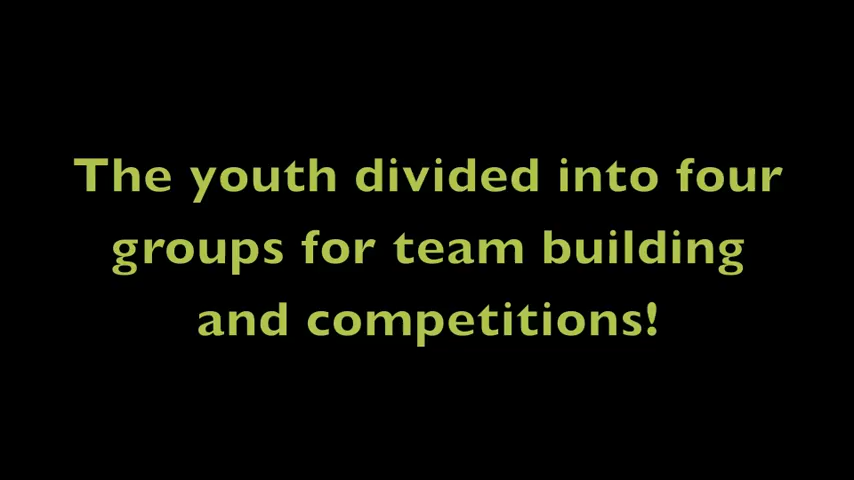 The youth divided into four
groups for team building
and competitions!